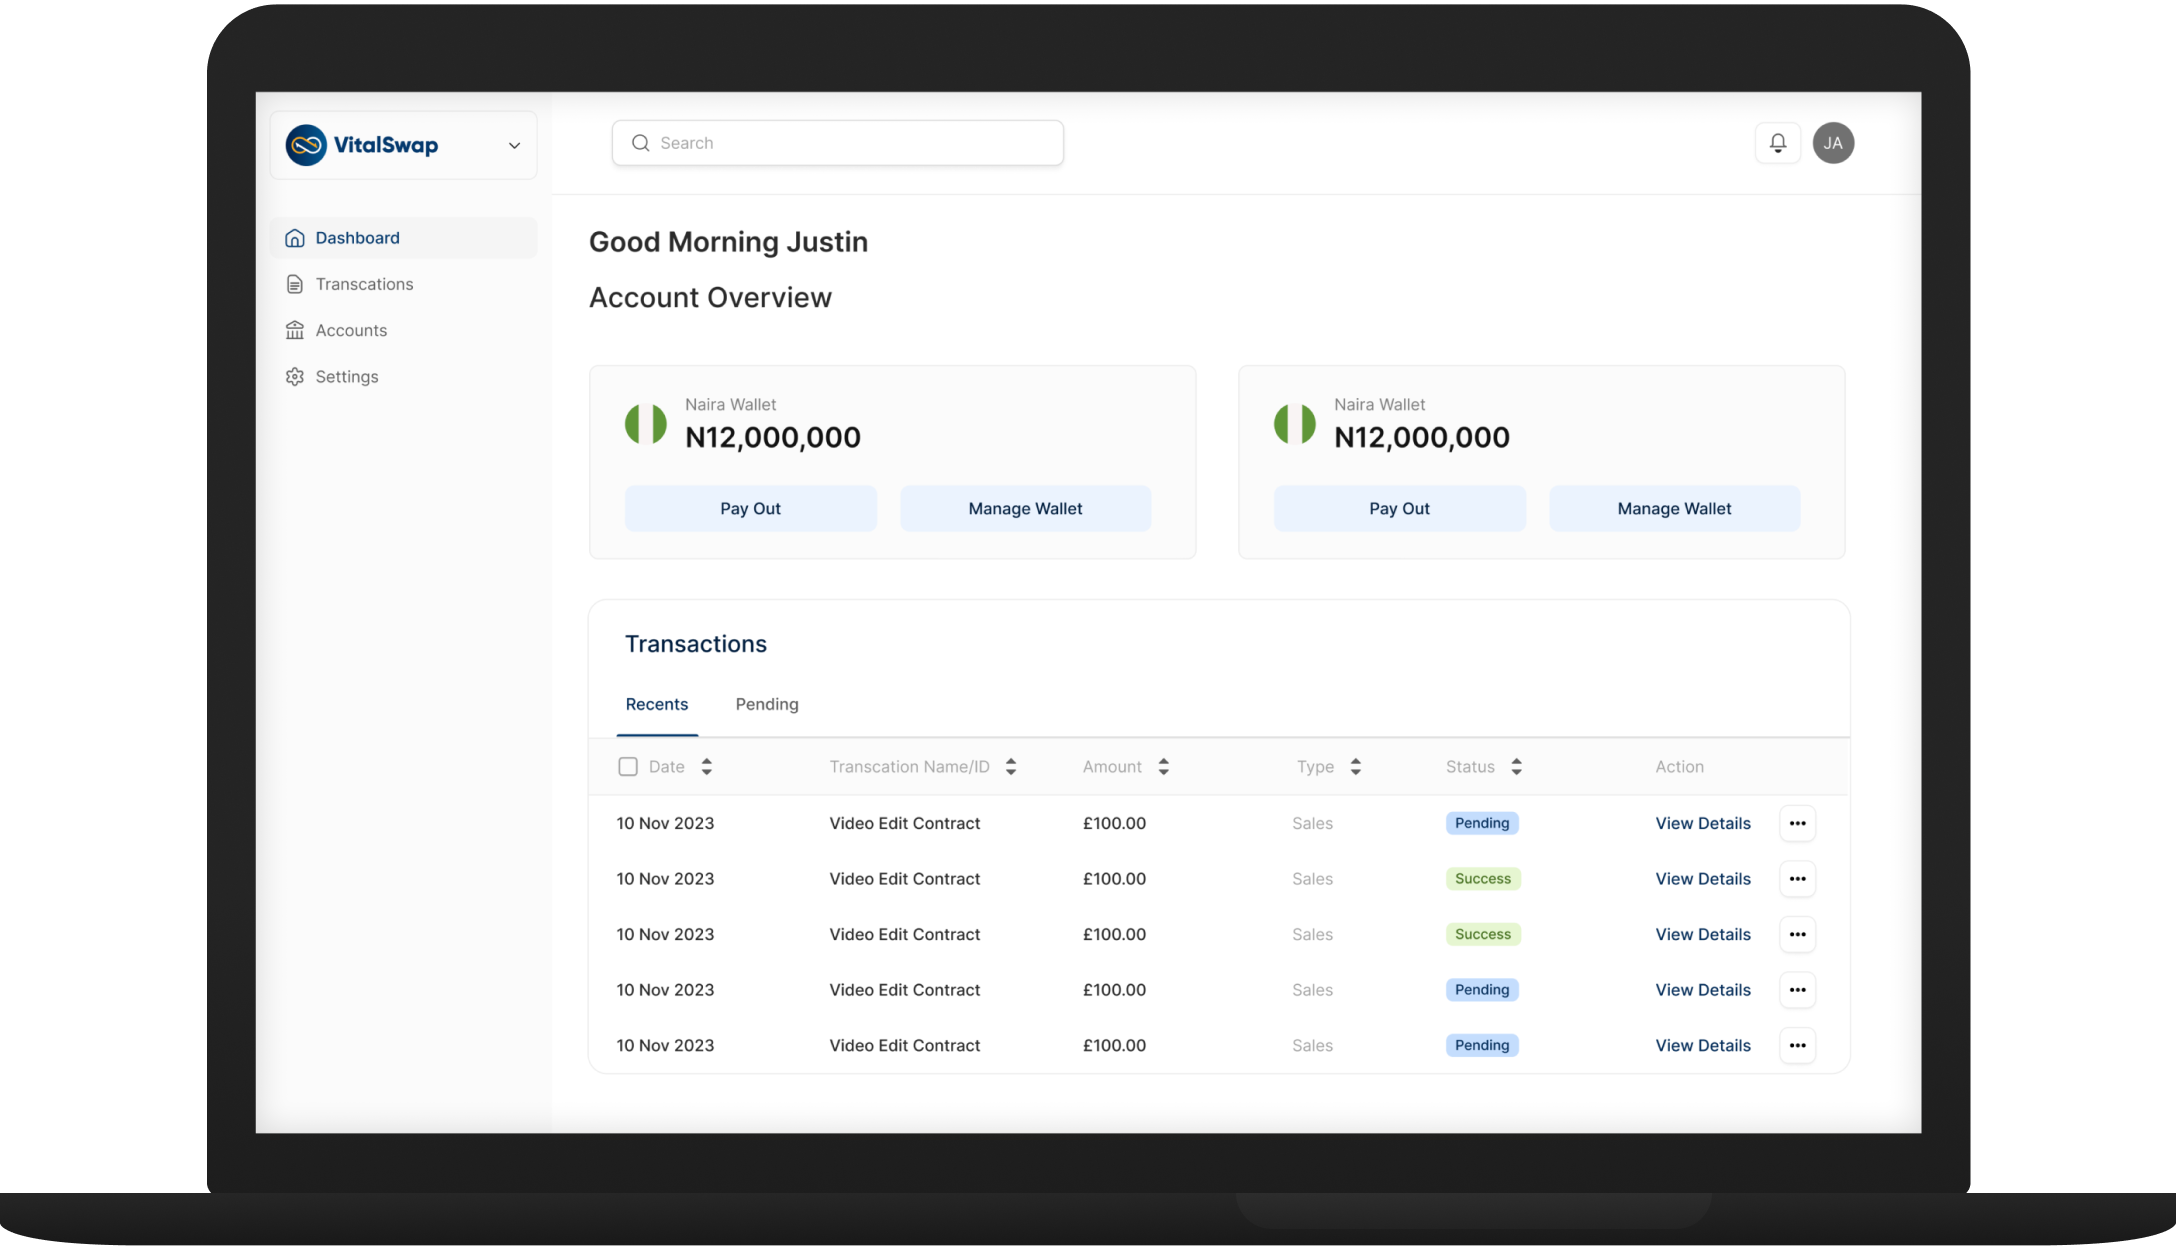 VitalSwap
Search
JA
Dashboard
Transcations
Accounts
Settings
Good Morning Justin
Account Overview
Naira Wallet
N12,000,000
Pay Out Manage Wallet
Naira Wallet
N12,000,000
Pay Out Manage Wallet
Transactions
Recents Pending
Date Transcation Name/ID Amount Type Status Action
10 Nov 2023 Video Edit Contract £100.00 Sales Pending View Details
10 Nov 2023 Video Edit Contract £100.00 Sales Success View Details
10 Nov 2023 Video Edit Contract £100.00 Sales Success View Details
10 Nov 2023 Video Edit Contract £100.00 Sales Pending View Details
10 Nov 2023 Video Edit Contract £100.00 Sales Pending View Details